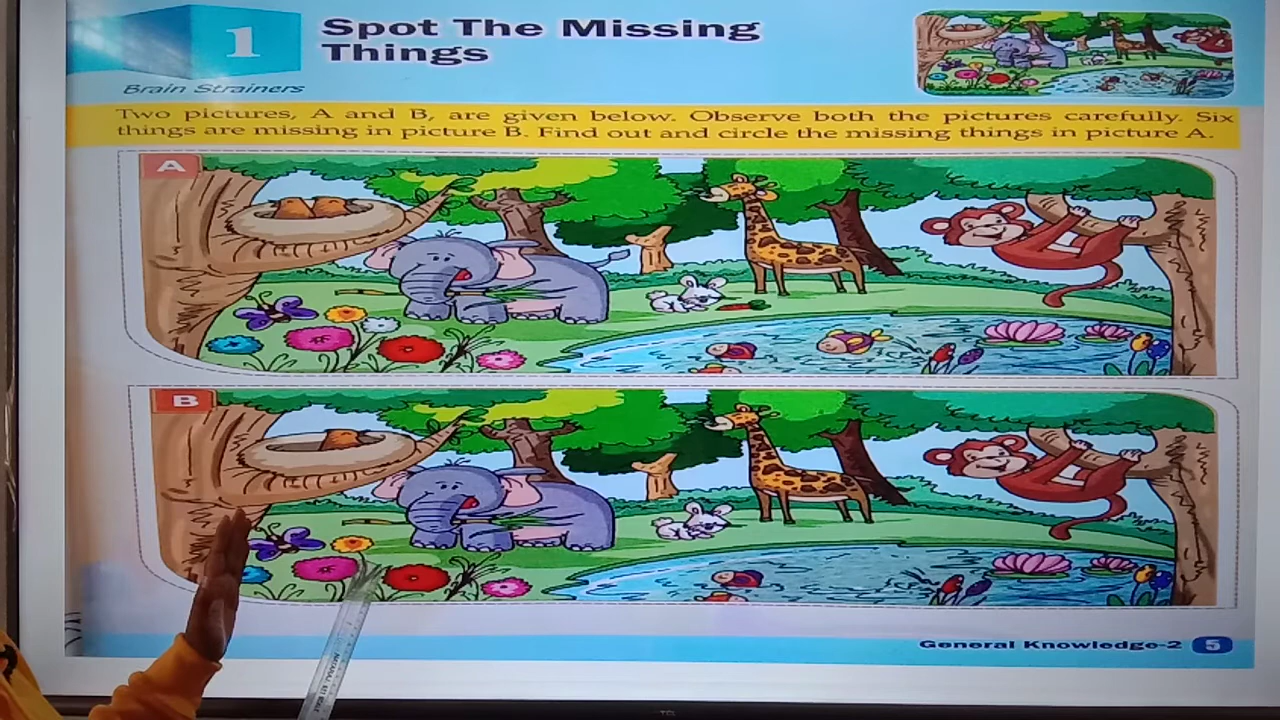 1
Spot The Missing
Things
Brain Strainers
Two pictures, A and B, are given below. Observe both the pictures carefully. Six
things are missing in picture B. Find out and circle the missing things in picture A.
A
B
General Knowledge-2 5
TCL